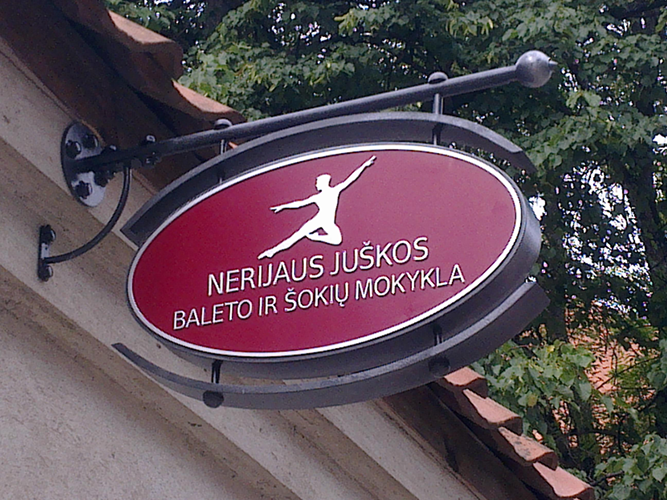 NERIJAUS JUŠKOS
BALETO IR ŠOKIŲ MOKYKLA